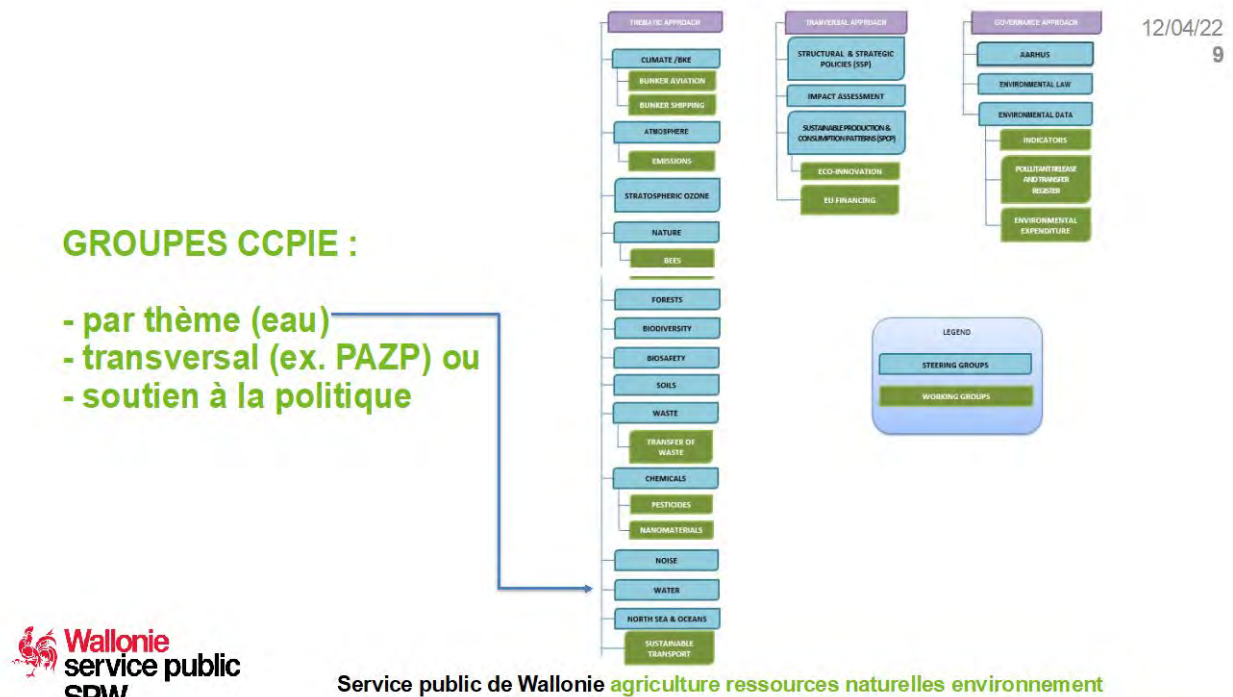 12/04/22
9
GROUPES CCPIE :
- par thème (eau)
- transversal (ex. PAZP) ou
- soutien à la politique
THEMATIC APPROACH
CLIMATE /BKE
BUNKER AVIATION
BUNKER SHIPPING
ATMOSPHERE
EMISSIONS
STRATOSPHERIC OZONE
NATURE
BEES
FORESTS
BIODIVERSITY
BIOSAFETY
SOILS
WASTE
TRANSFER OF
WASTE
CHEMICALS
PESTICIDES
NANOMATERIALS
NOISE
WATER
NORTH SEA & OCEANS
SUSTAINABLE
TRANSPORT
TRANVERSAL APPROACH
STRUCTURAL & STRATEGIC
POLICIES (SSP)
IMPACT ASSESSMENT
SUSTAINABLE PRODUCTION &
CONSUMPTION PATTERNS (SPCP)
ECO-INNOVATION
EU FINANCING
GOVERNANCE APPROACH
AARHUS
ENVIRONMENTAL LAW
ENVIRONMENTAL DATA
INDICATORS
POLLUTANT RELEASE
AND TRANSFER
REGISTER
ENVIRONMENTAL
EXPENDITURE
LEGEND
STEERING GROUPS
WORKING GROUPS
Wallonie
service public
SPW
Service public de Wallonie agriculture ressources naturelles environnement